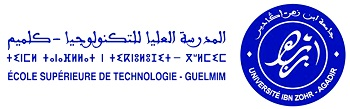 المدرسة العليا للتكنولوجيا - كلميم
ÉCOLE SUPÉRIEURE DE TECHNOLOGIE - GUELMIM
جامعة ابن زهر - أكادير
UNIVERSITÉ IBN ZOHR - AGADIR